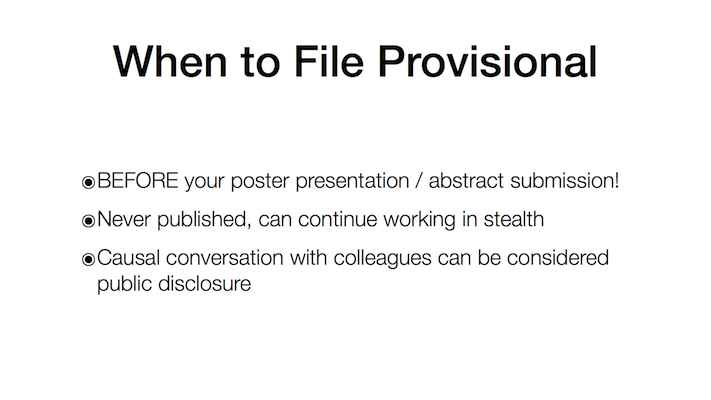 When to File Provisional
◉BEFORE your poster presentation / abstract submission!
◉Never published, can continue working in stealth
◉Causal conversation with colleagues can be considered
public disclosure